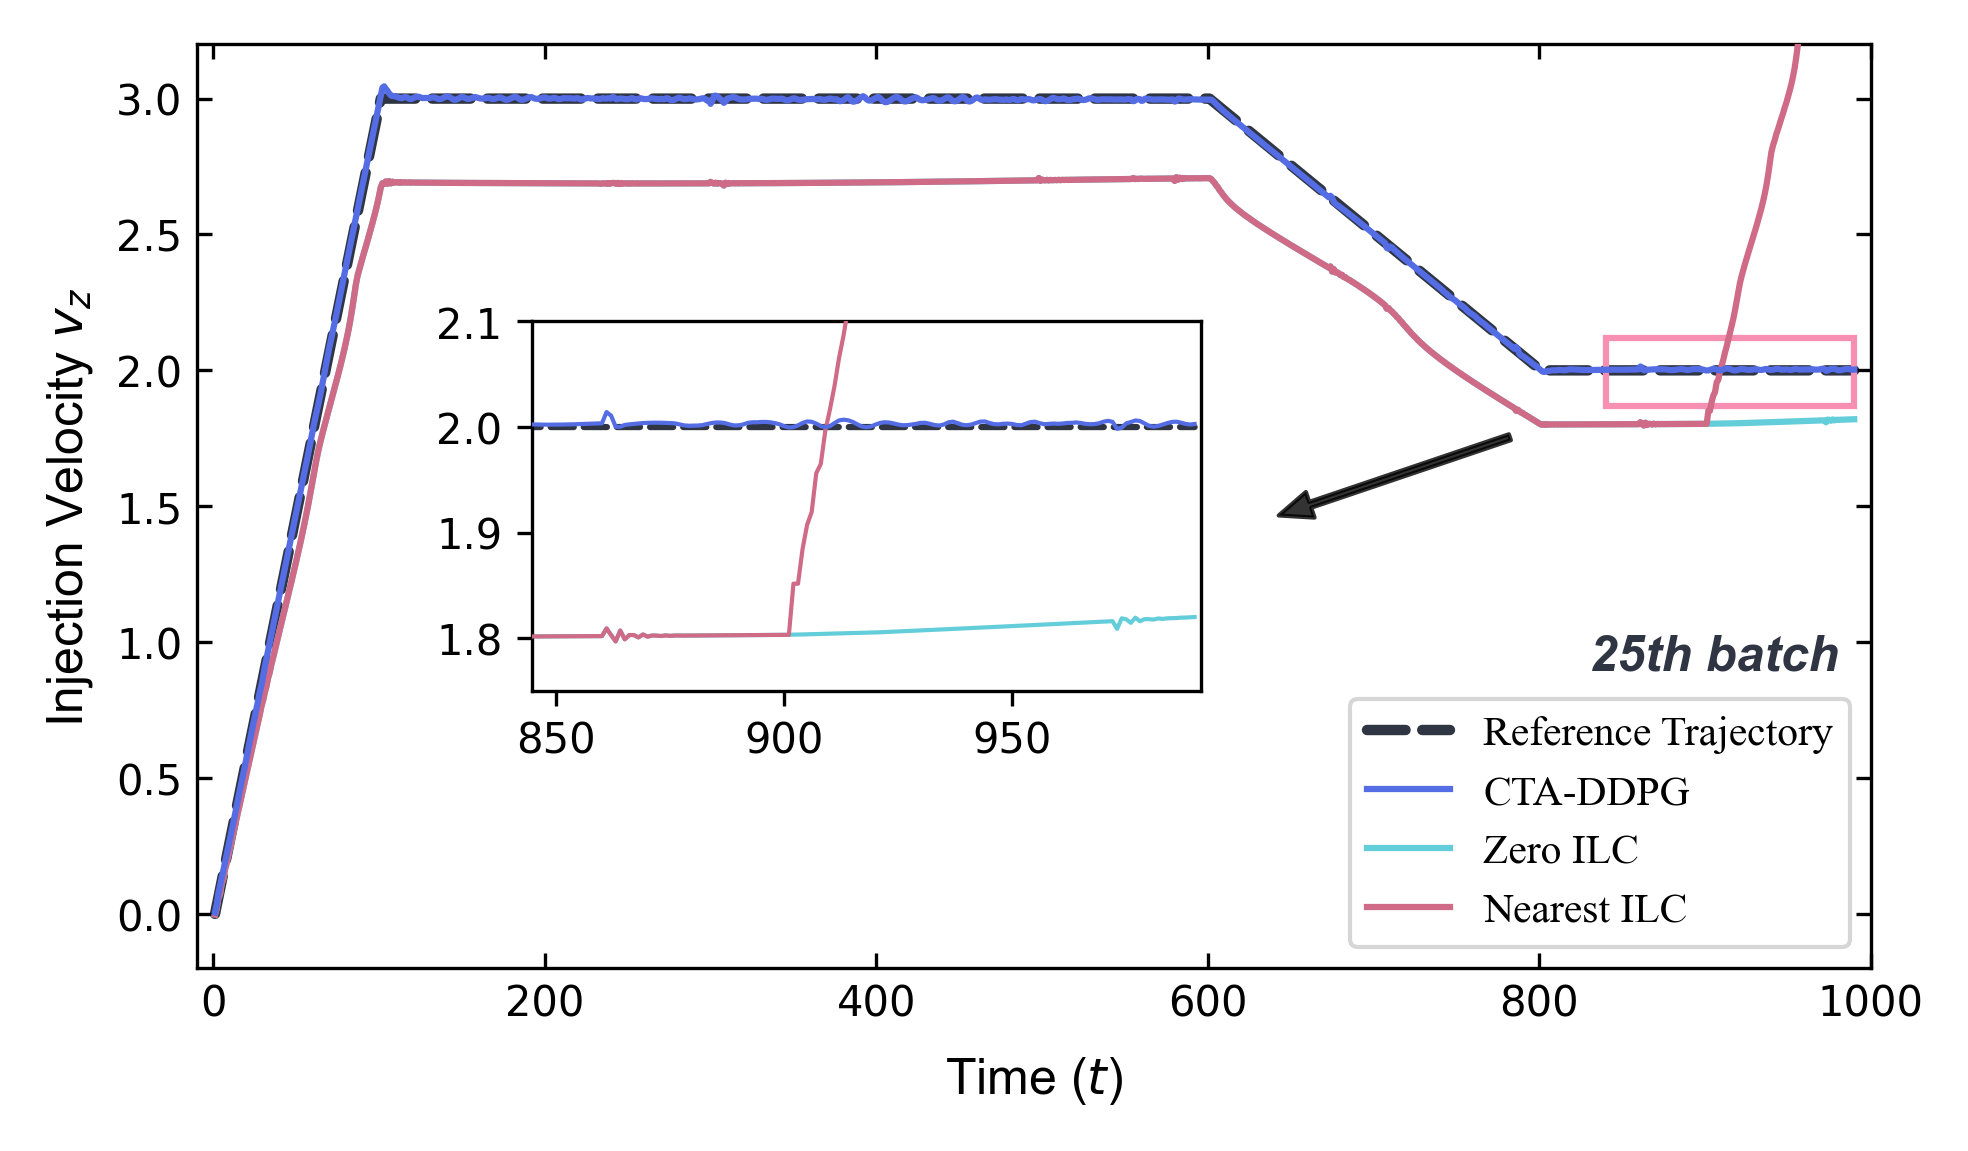 3.0
2.5
2.0
1.5
1.0
0.5
0.0
Injection Velocity v_z
2.1
2.0
1.9
1.8
850 900 950
25th batch
Reference Trajectory
CTA-DDPG
Zero ILC
Nearest ILC
0 200 400 600 800 1000
Time (t)